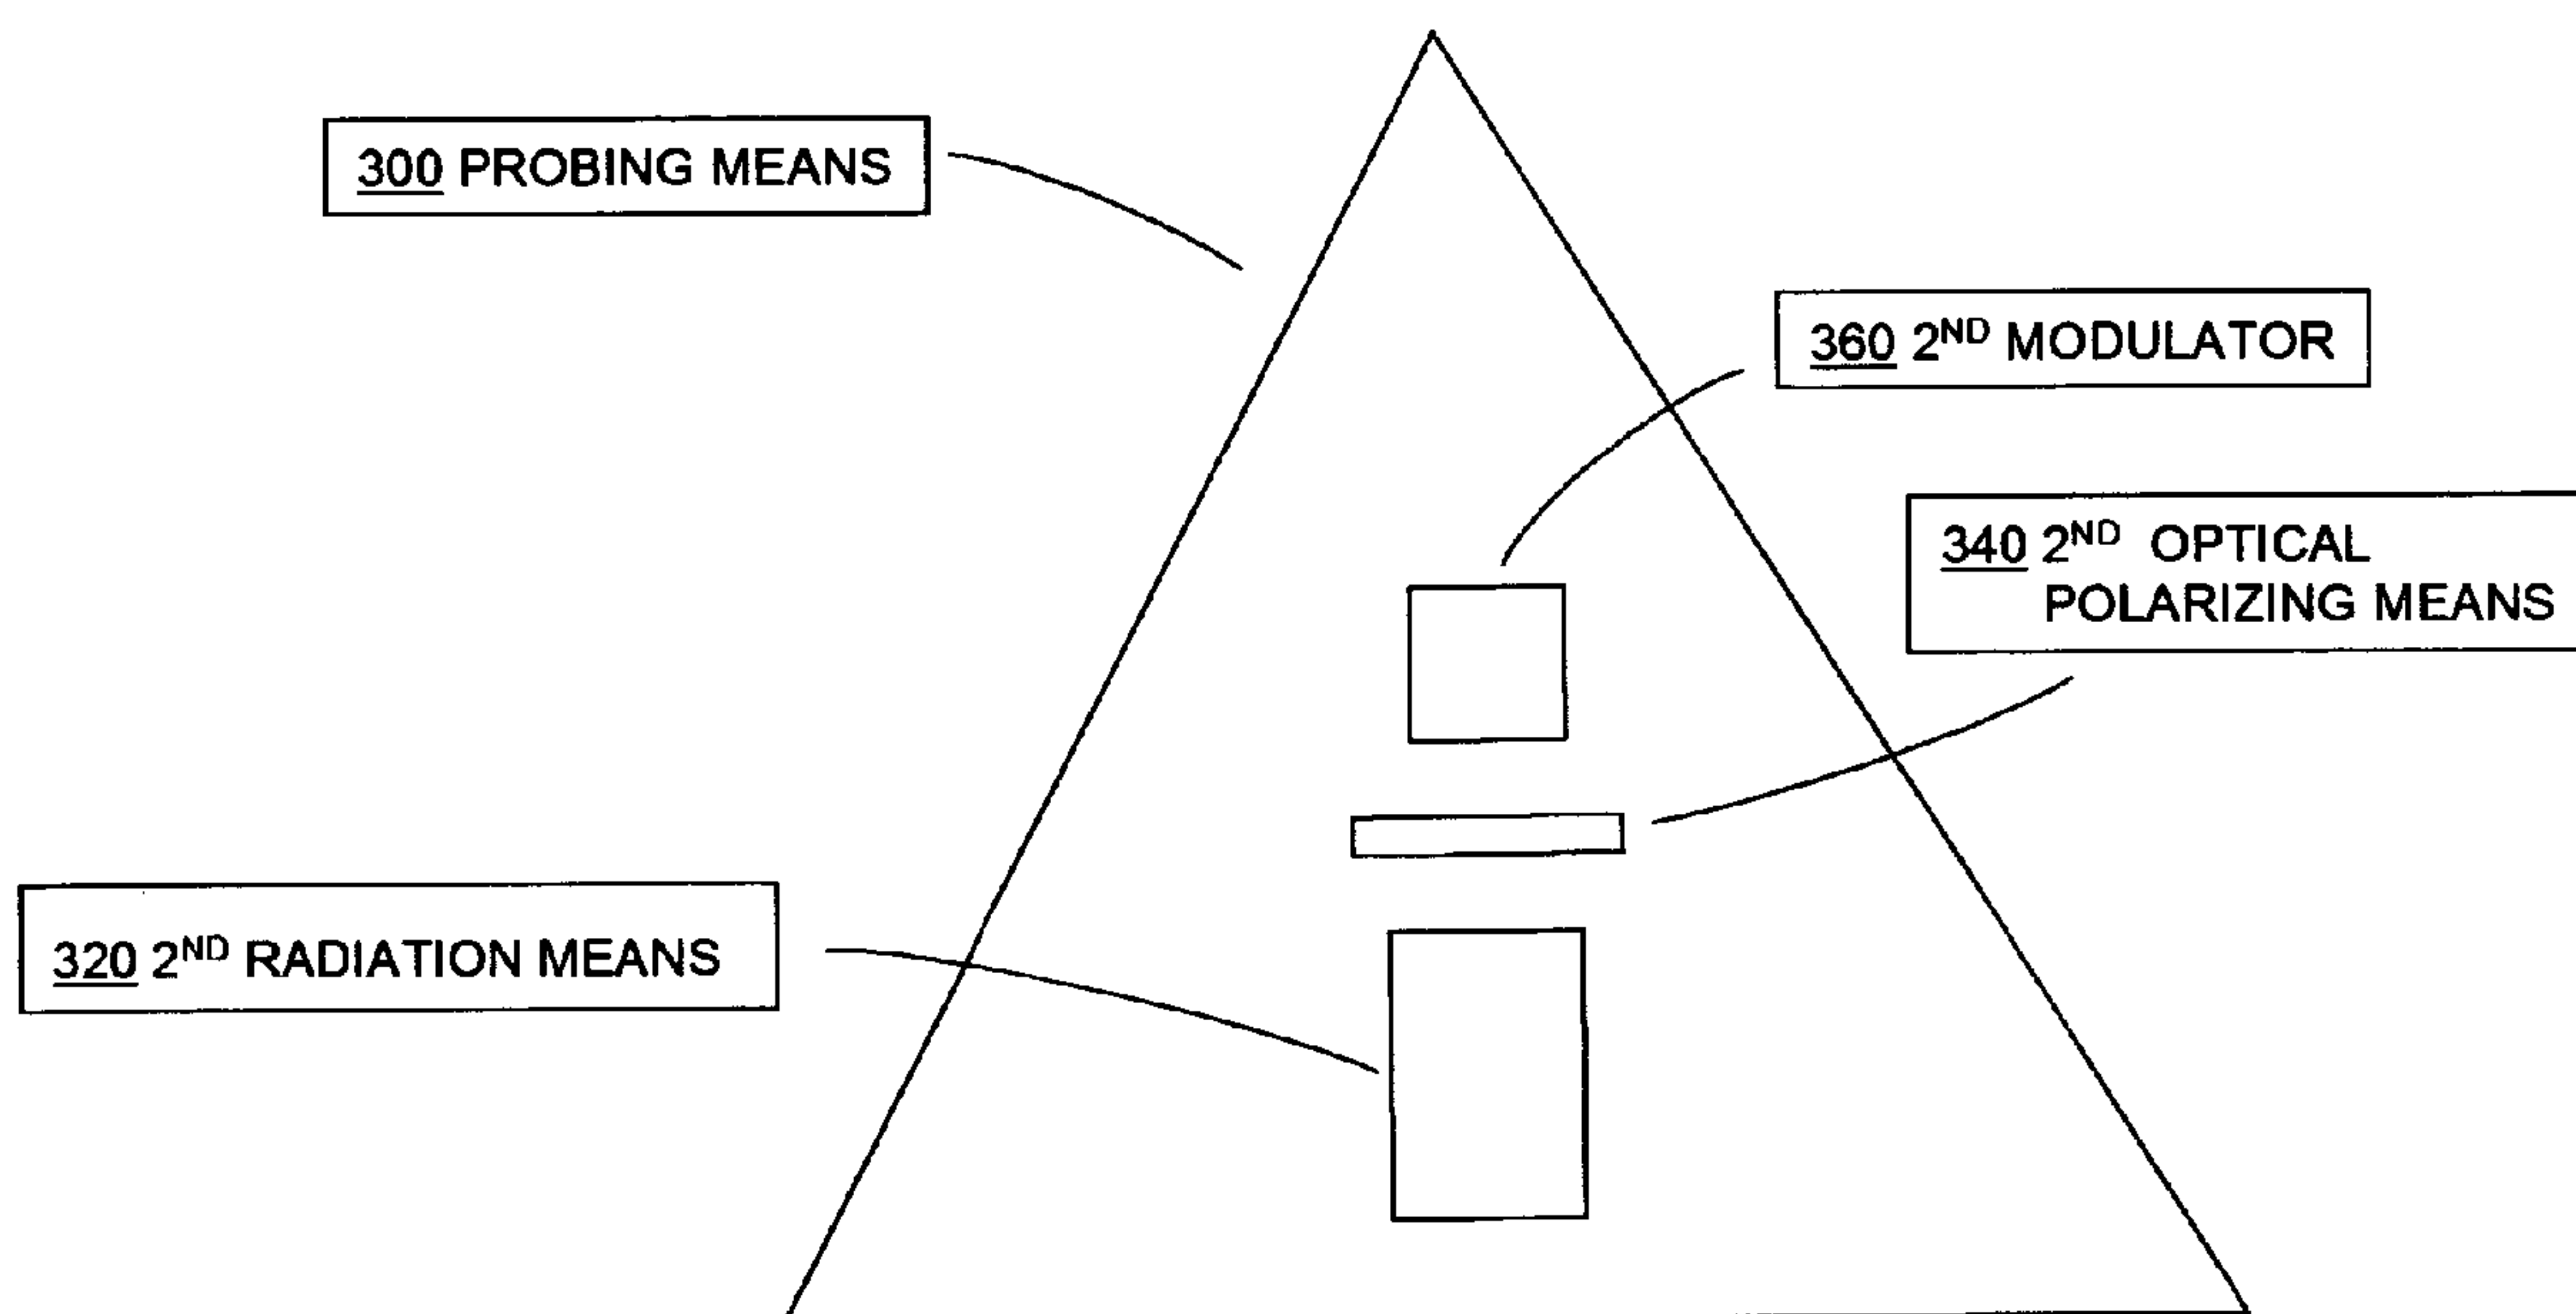 300 PROBING MEANS
360 2ND MODULATOR
340 2ND OPTICAL
POLARIZING MEANS
320 2ND RADIATION MEANS